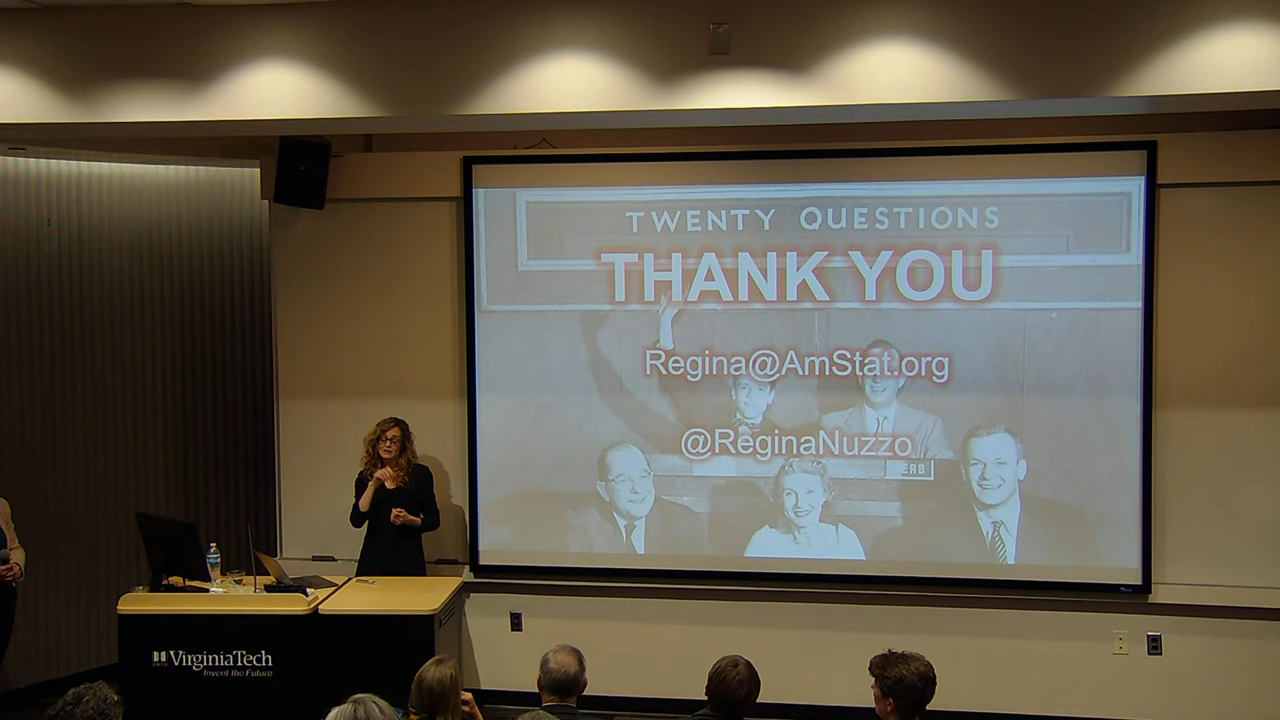 TWENTY QUESTIONS
THANK YOU
Regina@AmStat.org
@ReginaNuzzo
ERB
VirginiaTech
Invent the Future